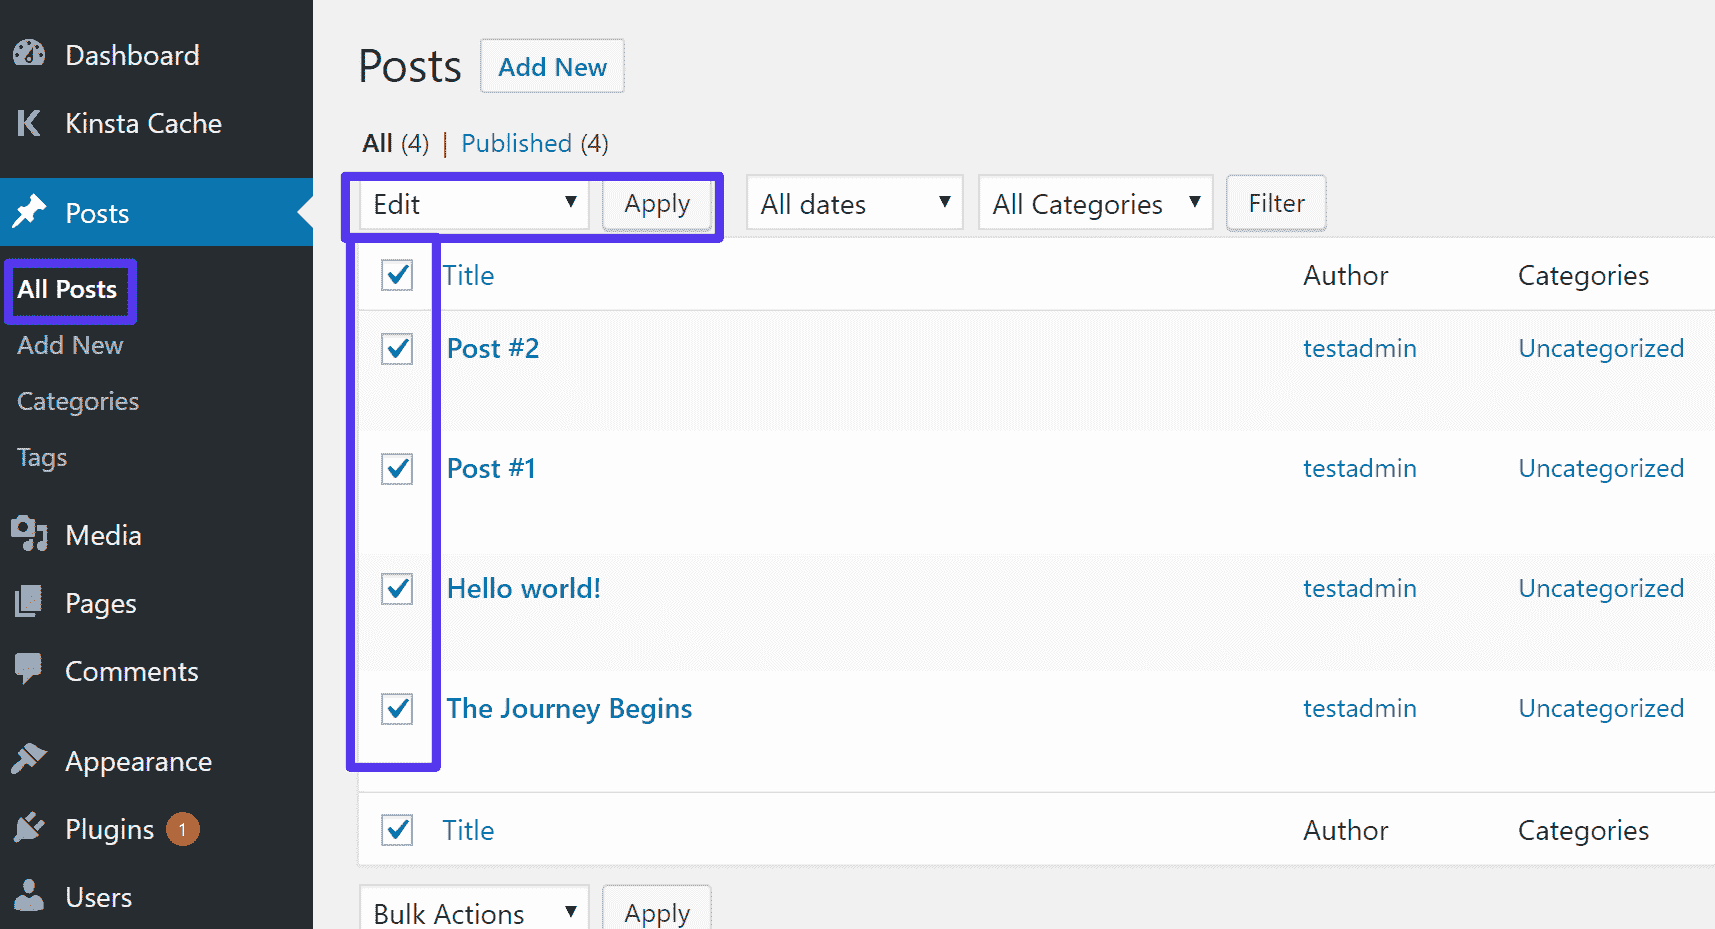 Dashboard
Kinsta Cache
Posts
All Posts
Add New
Categories
Tags
Media
Pages
Comments
Appearance
Plugins 1
Users
Posts Add New
All (4) | Published (4)
Edit Apply All dates All Categories Filter
Title Author Categories
Post #2 testadmin Uncategorized
Post #1 testadmin Uncategorized
Hello world! testadmin Uncategorized
The Journey Begins testadmin Uncategorized
Title Author Categories
Bulk Actions Apply